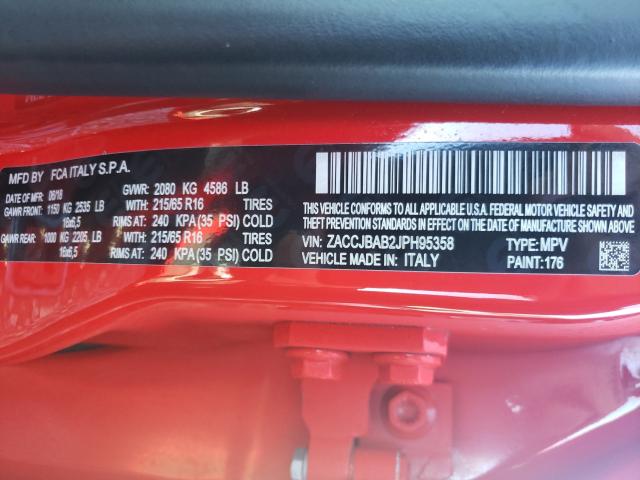 MFD BY FCA ITALY S.P.A.
DATE OF MFR 06/18 GVWR: 2080 KG 4586 LB
GAWR FRONT: 1150 KG 2535 LB WITH 215/65 R16 TIRES
16x6,5 RIMS AT: 240 KPA (35 PSI) COLD
GAWR REAR: 1000 KG 2205 LB WITH 215/65 R16 TIRES
16x6,5 RIMS AT: 240 KPA (35 PSI) COLD
THIS VEHICLE CONFORMS TO ALL APPLICABLE U.S.A. FEDERAL MOTOR VEHICLE SAFETY AND
THEFT PREVENTION STANDARDS IN EFFECT ON THE DATE OF MANUFACTURE SHOWN ABOVE
VIN: ZACCJBAB2JPH95358 TYPE: MPV
VEHICLE MADE IN: ITALY PAINT: 176